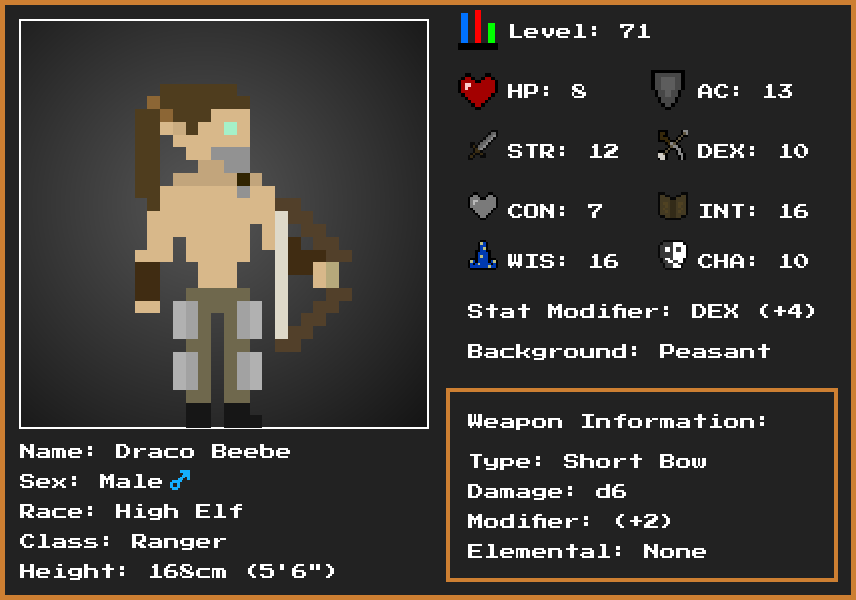 Level: 71
HP: 8
AC: 13
STR: 12
DEX: 10
CON: 7
INT: 16
WIS: 16
CHA: 10
Stat Modifier: DEX (+4)
Background: Peasant
Weapon Information:
Type: Short Bow
Damage: d6
Modifier: (+2)
Elemental: None
Name: Draco Beebe
Sex: Male♂
Race: High Elf
Class: Ranger
Height: 168cm (5'6")